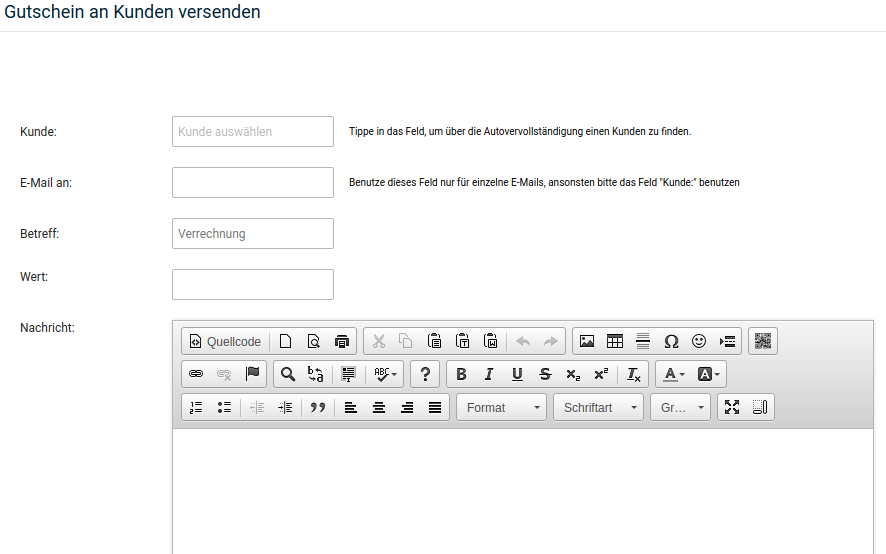 Gutschein an Kunden versenden
Kunde:
Kunde auswählen
Tippe in das Feld, um über die Autovervollständigung einen Kunden zu finden.
E-Mail an:
Benutze dieses Feld nur für einzelne E-Mails, ansonsten bitte das Feld "Kunde:" benutzen
Betreff:
Verrechnung
Wert:
Nachricht:
Quellcode
Format
Schriftart
Gr...